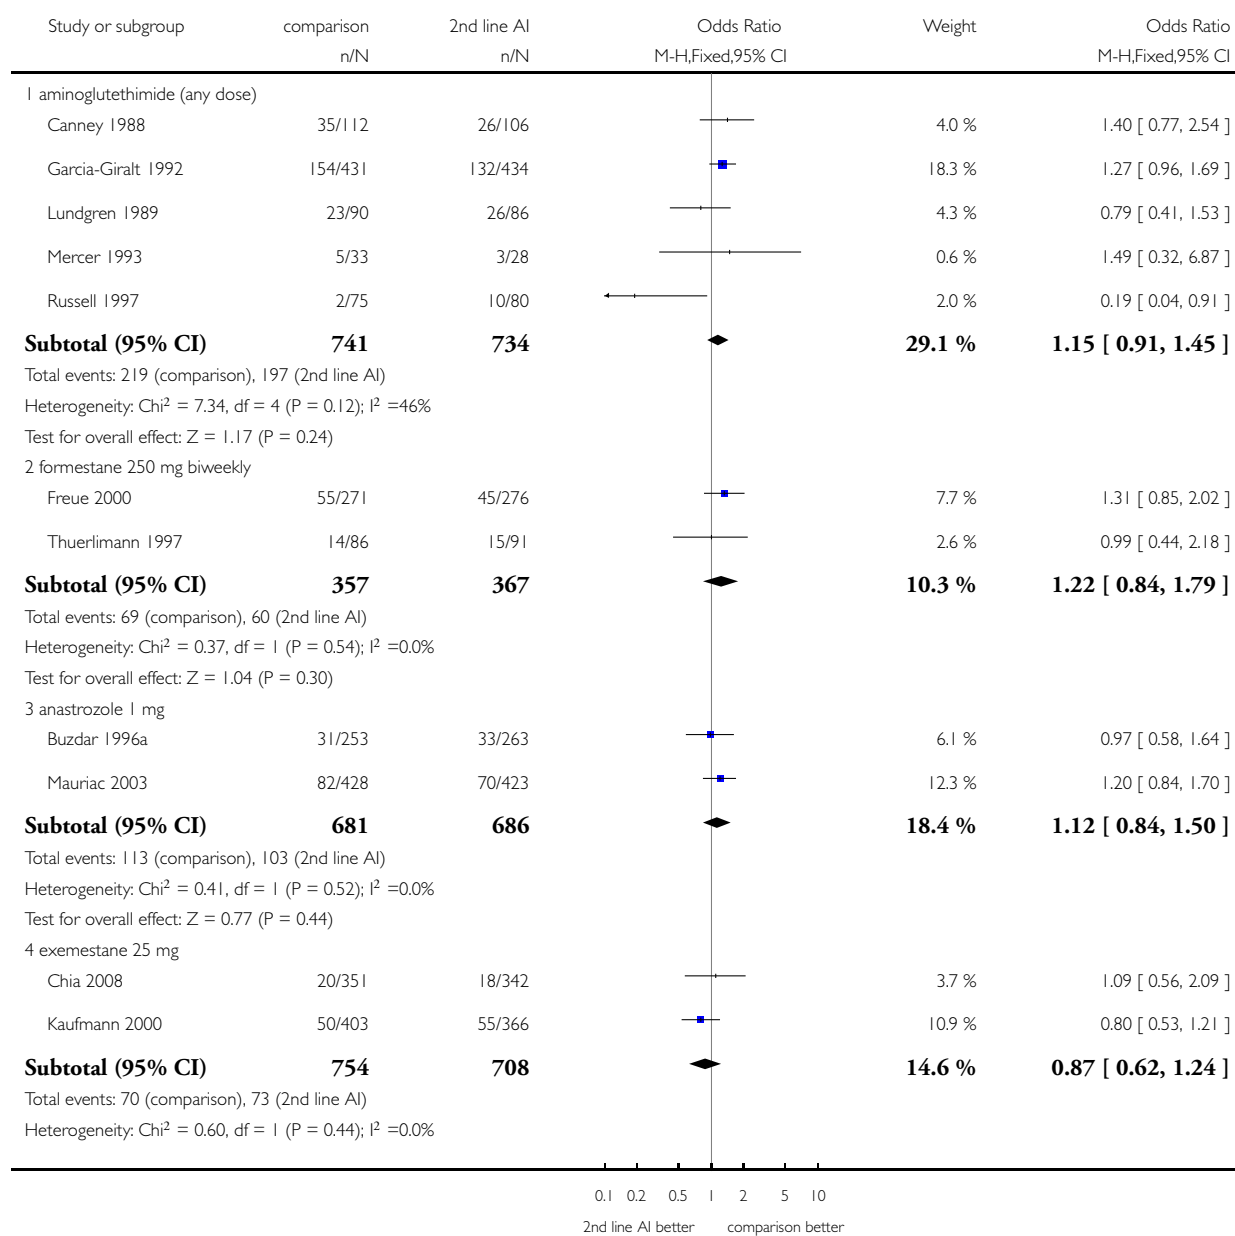 Study or subgroup comparison 2nd line AI Odds Ratio Weight Odds Ratio
n/N n/N M-H,Fixed,95% CI M-H,Fixed,95% CI
1 aminoglutethimide (any dose)
Canney 1988 35/112 26/106 4.0 % 1.40 [ 0.77, 2.54 ]
Garcia-Giralt 1992 154/431 132/434 18.3 % 1.27 [ 0.96, 1.69 ]
Lundgren 1989 23/90 26/86 4.3 % 0.79 [ 0.41, 1.53 ]
Mercer 1993 5/33 3/28 0.6 % 1.49 [ 0.32, 6.87 ]
Russell 1997 2/75 10/80 2.0 % 0.19 [ 0.04, 0.91 ]
Subtotal (95% CI) 741 734 29.1 % 1.15 [ 0.91, 1.45 ]
Total events: 219 (comparison), 197 (2nd line AI)
Heterogeneity: Chi² = 7.34, df = 4 (P = 0.12); I² =46%
Test for overall effect: Z = 1.17 (P = 0.24)
2 formestane 250 mg biweekly
Freue 2000 55/271 45/276 7.7 % 1.31 [ 0.85, 2.02 ]
Thuerlimann 1997 14/86 15/91 2.6 % 0.99 [ 0.44, 2.18 ]
Subtotal (95% CI) 357 367 10.3 % 1.22 [ 0.84, 1.79 ]
Total events: 69 (comparison), 60 (2nd line AI)
Heterogeneity: Chi² = 0.37, df = 1 (P = 0.54); I² =0.0%
Test for overall effect: Z = 1.04 (P = 0.30)
3 anastrozole 1 mg
Buzdar 1996a 31/253 33/263 6.1 % 0.97 [ 0.58, 1.64 ]
Mauriac 2003 82/428 70/423 12.3 % 1.20 [ 0.84, 1.70 ]
Subtotal (95% CI) 681 686 18.4 % 1.12 [ 0.84, 1.50 ]
Total events: 113 (comparison), 103 (2nd line AI)
Heterogeneity: Chi² = 0.41, df = 1 (P = 0.52); I² =0.0%
Test for overall effect: Z = 0.77 (P = 0.44)
4 exemestane 25 mg
Chia 2008 20/351 18/342 3.7 % 1.09 [ 0.56, 2.09 ]
Kaufmann 2000 50/403 55/366 10.9 % 0.80 [ 0.53, 1.21 ]
Subtotal (95% CI) 754 708 14.6 % 0.87 [ 0.62, 1.24 ]
Total events: 70 (comparison), 73 (2nd line AI)
Heterogeneity: Chi² = 0.60, df = 1 (P = 0.44); I² =0.0%
0.1 0.2 0.5 1 2 5 10
2nd line AI better comparison better